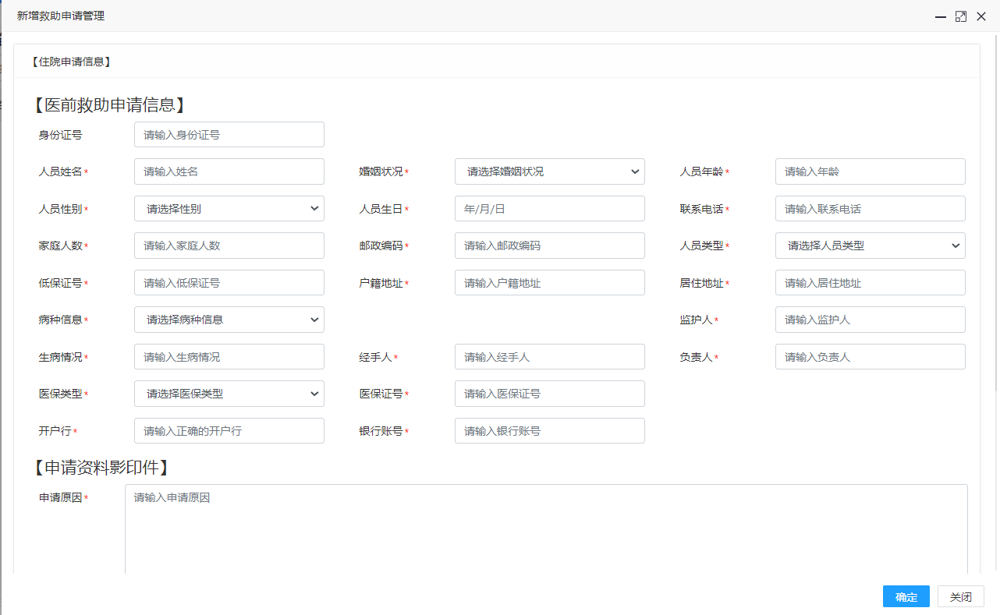 新增救助申请管理
【住院申请信息】
【医前救助申请信息】
身份证号 请输入身份证号
人员姓名* 请输入姓名 婚姻状况* 请选择婚姻状况 人员年龄* 请输入年龄
人员性别* 请选择性别 人员生日* 年/月/日 联系电话* 请输入联系电话
家庭人数* 请输入家庭人数 邮政编码* 请输入邮政编码 人员类型* 请选择人员类型
低保证号* 请输入低保证号 户籍地址* 请输入户籍地址 居住地址* 请输入居住地址
病种信息* 请选择病种信息 监护人* 请输入监护人
生病情况* 请输入生病情况 经手人* 请输入经手人 负责人* 请输入负责人
医保类型* 请选择医保类型 医保证号* 请输入医保证号
开户行* 请输入正确的开户行 银行账号* 请输入银行账号
【申请资料影印件】
申请原因* 请输入申请原因
确定 关闭